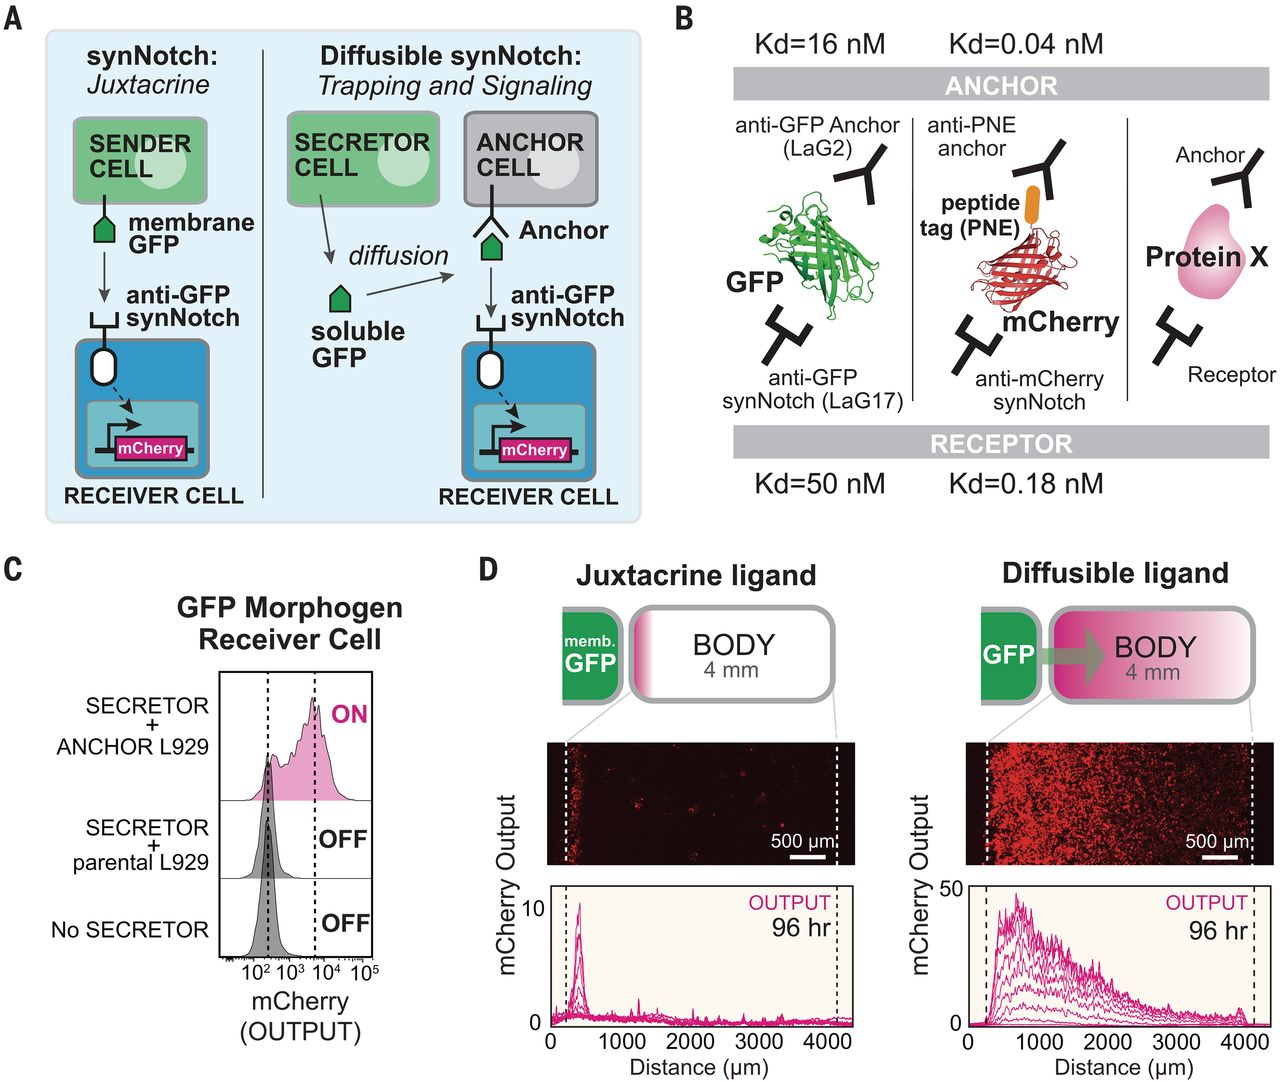 A
synNotch:
Juxtacrine
SENDER
CELL
membrane
GFP
anti-GFP
synNotch
mCherry
RECEIVER CELL
Diffusible synNotch:
Trapping and Signaling
SECRETOR
CELL
ANCHOR
CELL
diffusion
Anchor
soluble
GFP
anti-GFP
synNotch
mCherry
RECEIVER CELL
B
Kd=16 nM
Kd=0.04 nM
ANCHOR
anti-GFP Anchor
(LaG2)
GFP
anti-GFP
synNotch (LaG17)
anti-PNE
anchor
peptide
tag (PNE)
mCherry
anti-mCherry
synNotch
Anchor
Protein X
Receptor
RECEPTOR
Kd=50 nM
Kd=0.18 nM
C
GFP Morphogen
Receiver Cell
SECRETOR
+
ANCHOR L929
ON
SECRETOR
+
parental L929
OFF
No SECRETOR
OFF
10² 10³ 10⁴ 10⁵
mCherry
(OUTPUT)
D
Juxtacrine ligand
memb.
GFP
BODY
4 mm
500 µm
mCherry Output
10
0
OUTPUT
96 hr
0 1000 2000 3000 4000
Distance (µm)
Diffusible ligand
GFP
BODY
4 mm
500 µm
mCherry Output
50
0
OUTPUT
96 hr
0 1000 2000 3000 4000
Distance (µm)